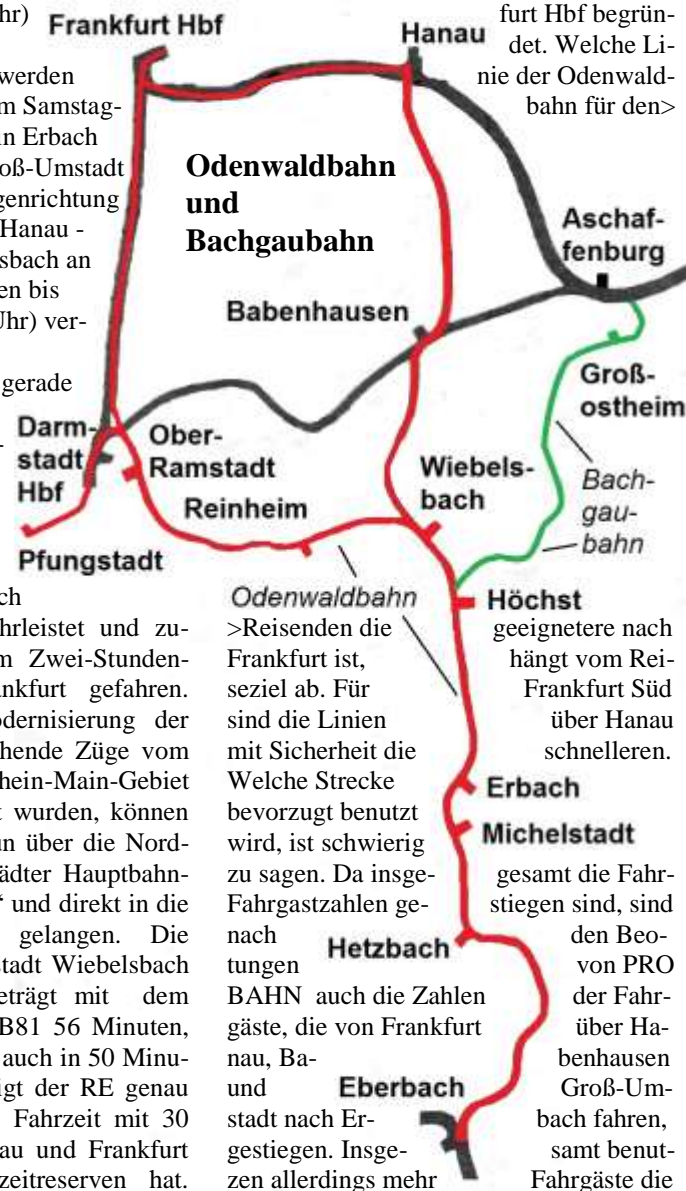 hr)
werden
m Samstag-
in Erbach
oß-Umstadt
genrichtung
Hanau -
sbach an
en bis
Uhr) ver-
gerade
-
ch
hrleistet und zu-
m Zwei-Stunden-
ankfurt gefahren.
odernisierung der
hende Züge vom
hein-Main-Gebiet
t wurden, können
un über die Nord-
ädter Hauptbahn-
“ und direkt in die
gelangen. Die
stadt Wiebelsbach
eträgt mit dem
B81 56 Minuten,
auch in 50 Minu-
igt der RE genau
Fahrzeit mit 30
au und Frankfurt
zeitreserven hat.
Frankfurt Hbf
Hanau
Odenwaldbahn
und
Bachgaubahn
Aschaf-
fenburg
Babenhausen
Groß-
ostheim
Darm-
stadt
Hbf
Ober-
Ramstadt
Reinheim
Wiebels-
bach
Bach-
gau-
bahn
Pfungstadt
Odenwaldbahn
Höchst
Erbach
Michelstadt
Hetzbach
Eberbach
furt Hbf begrün-
det. Welche Li-
nie der Odenwald-
bahn für den>
>Reisenden die geeignetere nach
Frankfurt ist, hängt vom Rei-
seziel ab. Für Frankfurt Süd
sind die Linien über Hanau
mit Sicherheit die schnelleren.
Welche Strecke
bevorzugt benutzt
wird, ist schwierig
zu sagen. Da insge- gesamt die Fahr-
Fahrgastzahlen ge- stiegen sind, sind
nach den Beo-
tungen von PRO
BAHN auch die Zahlen der Fahr-
gäste, die von Frankfurt über Ha-
nau, Ba- benhausen
und Groß-Um-
stadt nach Er- bach fahren,
gestiegen. Insge- samt benut-
zen allerdings mehr Fahrgäste die